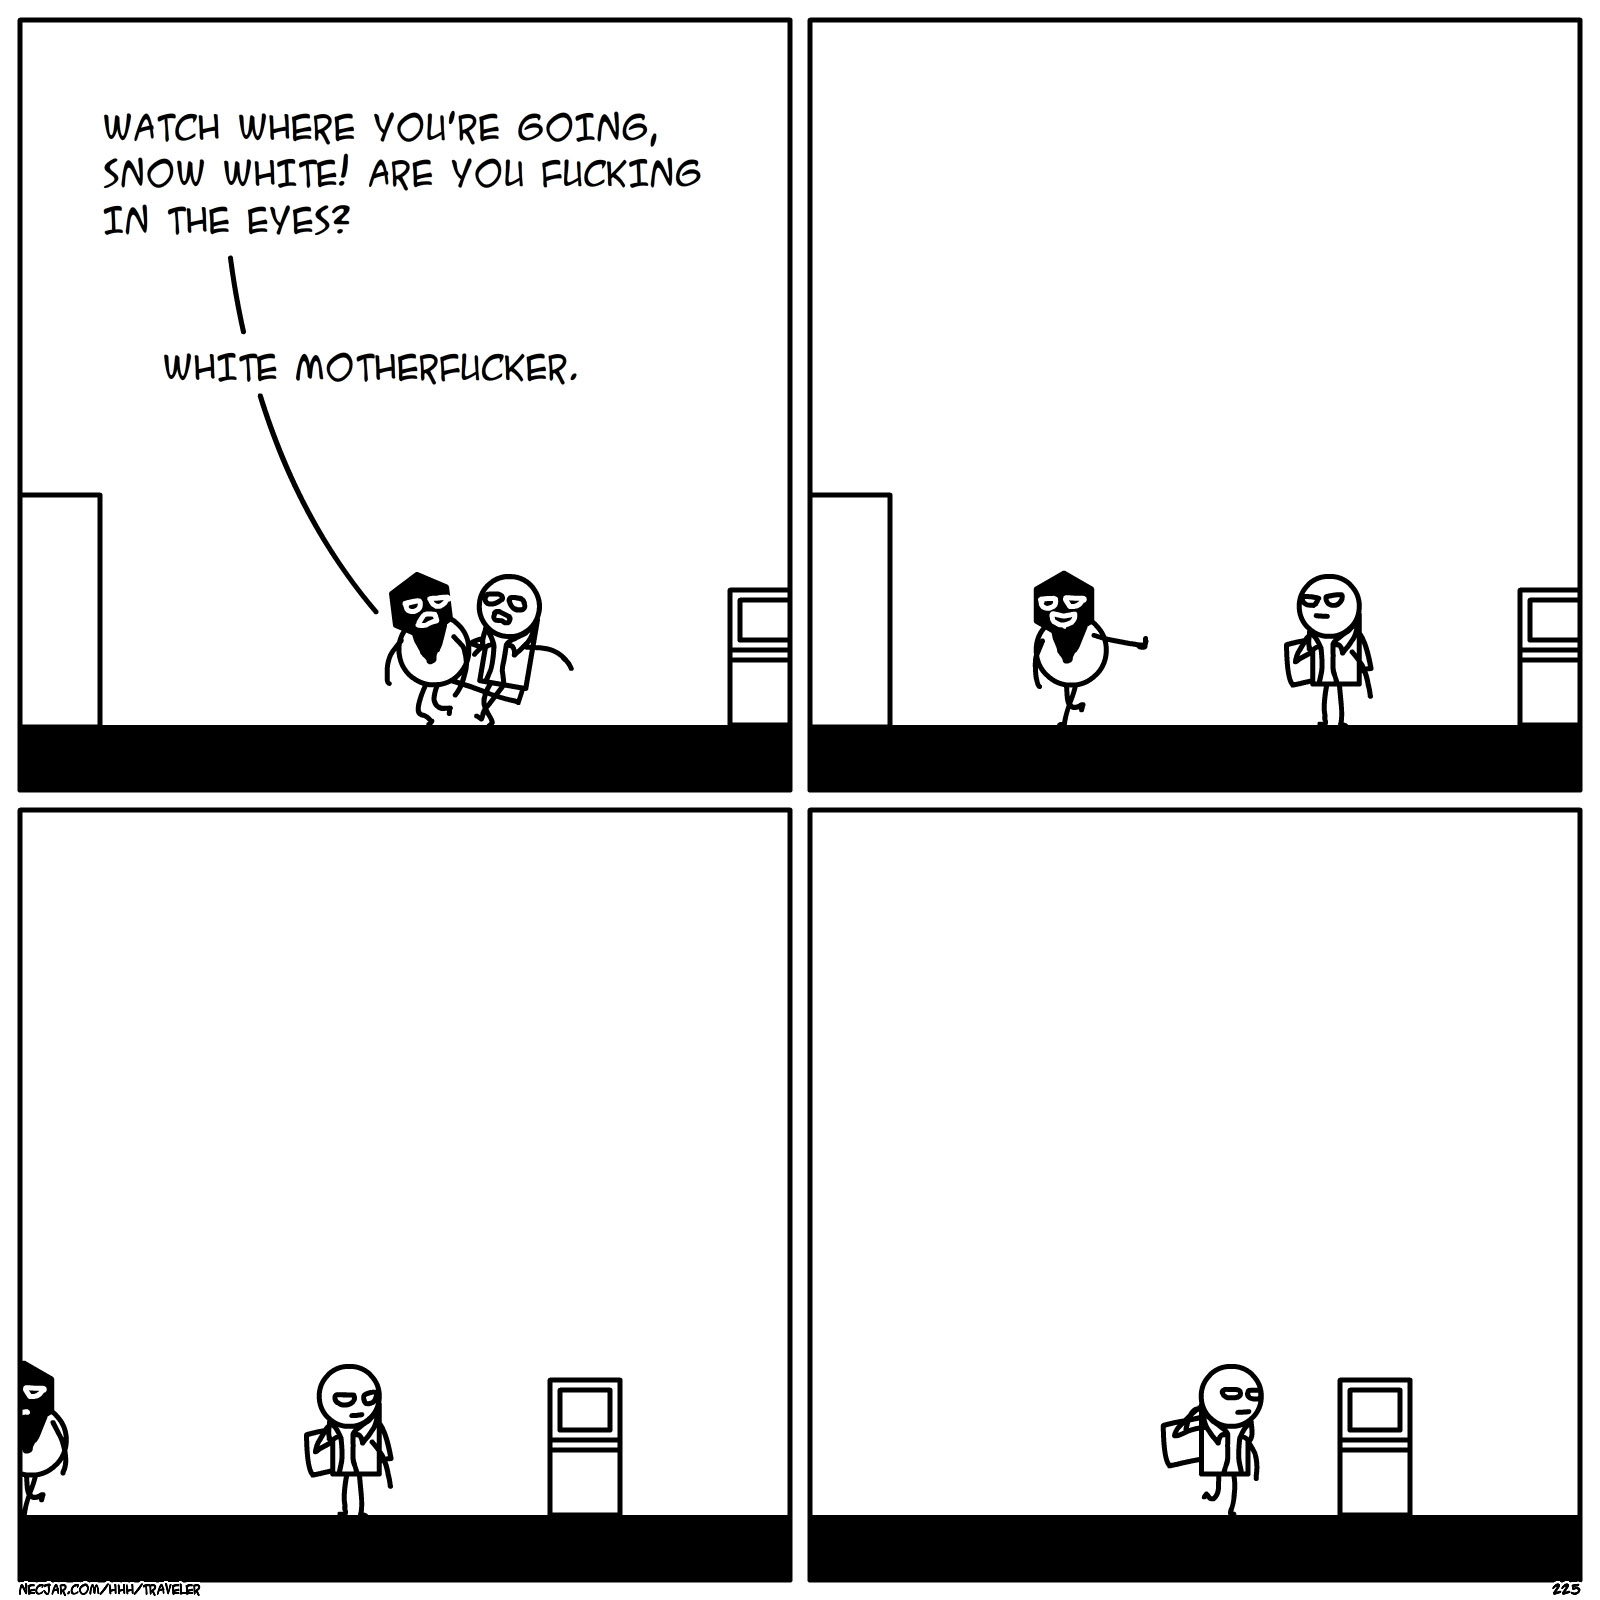 WATCH WHERE YOU'RE GOING,
SNOW WHITE! ARE YOU FUCKING
IN THE EYES?
WHITE MOTHERFUCKER.
NECJAR.COM/HHH/TRAVELER
225